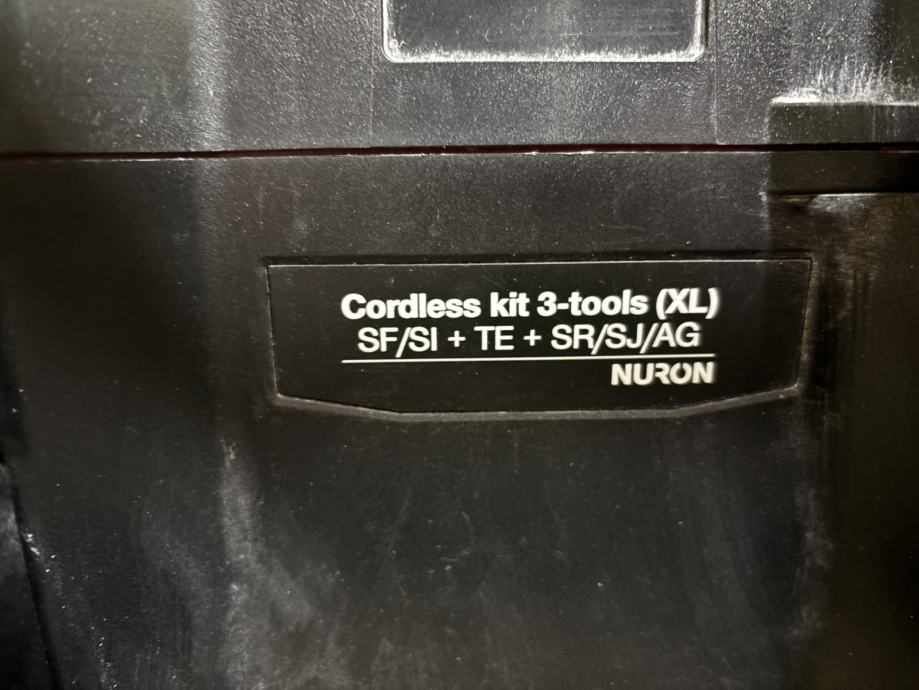 Cordless kit 3-tools (XL)
SF/SI + TE + SR/SJ/AG
NURON